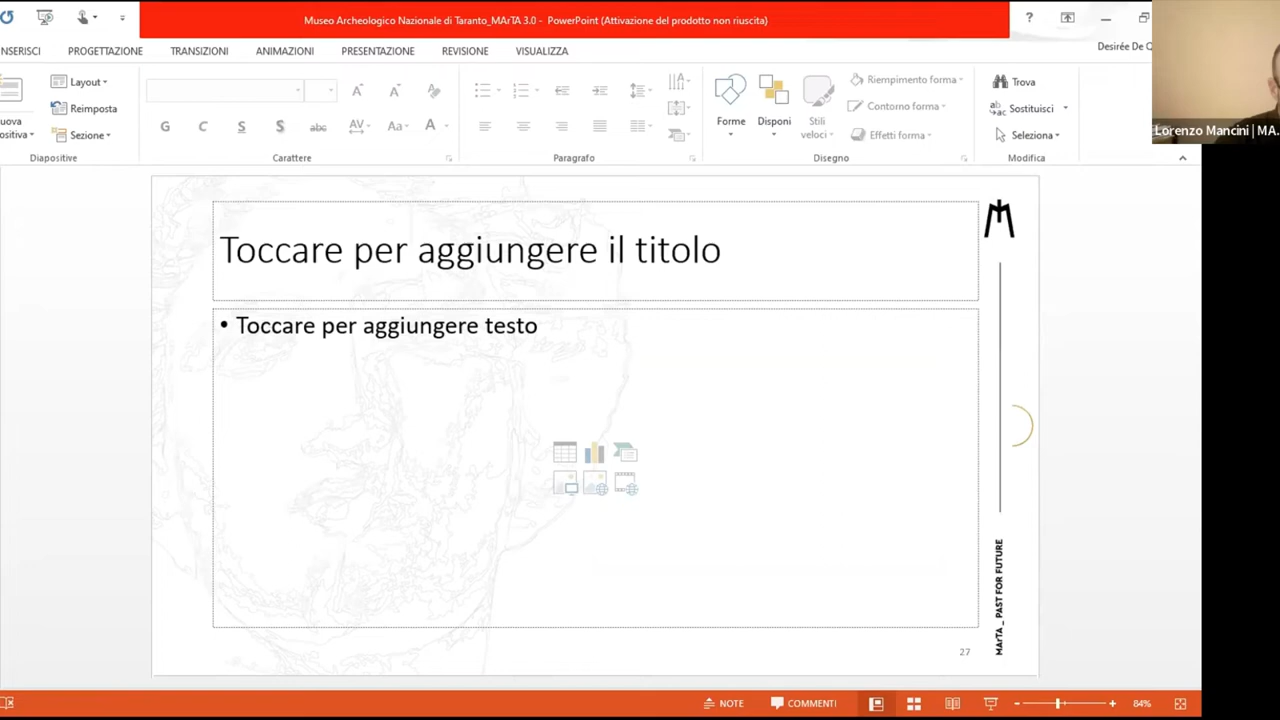 Museo Archeologico Nazionale di Taranto_MArTA 3.0 - PowerPoint (Attivazione del prodotto non riuscita)
?
NSERISCI PROGETTAZIONE TRANSIZIONI ANIMAZIONI PRESENTAZIONE REVISIONE VISUALIZZA
Desirée De Q
Lorenzo Mancini | MA.
Layout
Reimposta
Sezione
uova
positiva
Diapositive
G C S S abc AV Aa A
Carattere
Paragrafo
Forme
Disponi
Stili
veloci
Riempimento forma
Contorno forma
Effetti forma
Disegno
Trova
Sostituisci
Seleziona
Modifica
Toccare per aggiungere il titolo
• Toccare per aggiungere testo
MArTA _ PAST FOR FUTURE
27
NOTE COMMENTI 84%